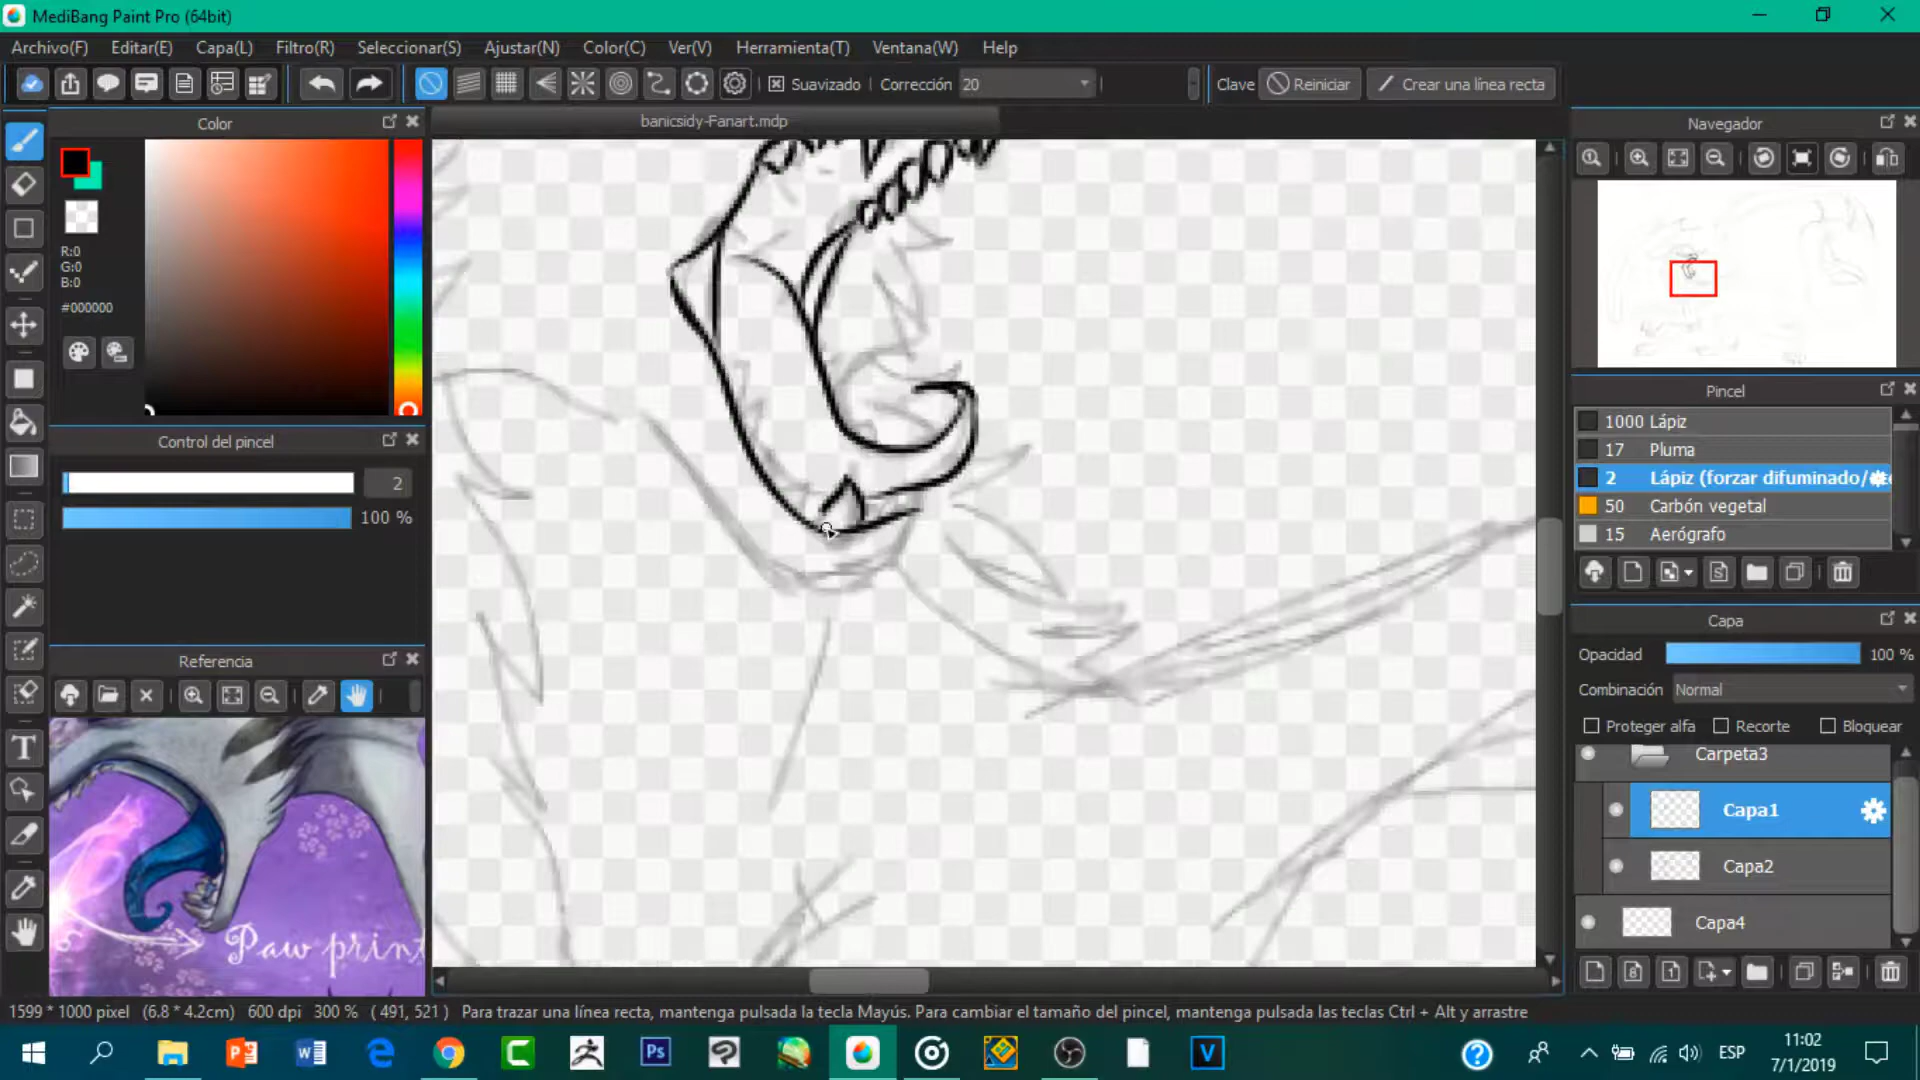 MediBang Paint Pro (64bit)
Archivo(F) Editar(E) Capa(L) Filtro(R) Seleccionar(S) Ajustar(N) Color(C) Ver(V) Herramienta(T) Ventana(W) Help
Suavizado Corrección 20 Clave Reiniciar Crear una línea recta
Color
banicsidy-Fanart.mdp
Navegador
R:0
G:0
B:0
#000000
Control del pincel
2
100 %
Referencia
Paw print
Pincel
1000 Lápiz
17 Pluma
2 Lápiz (forzar difuminado/
50 Carbón vegetal
15 Aerógrafo
Capa
Opacidad 100 %
Combinación Normal
Proteger alfa Recorte Bloquear
Carpeta3
Capa1
Capa2
Capa4
1599 * 1000 pixel (6.8 * 4.2cm) 600 dpi 300 % ( 491, 521 ) Para trazar una línea recta, mantenga pulsada la tecla Mayús. Para cambiar el tamaño del pincel, mantenga pulsadas las teclas Ctrl + Alt y arrastre
ESP
11:02
7/1/2019